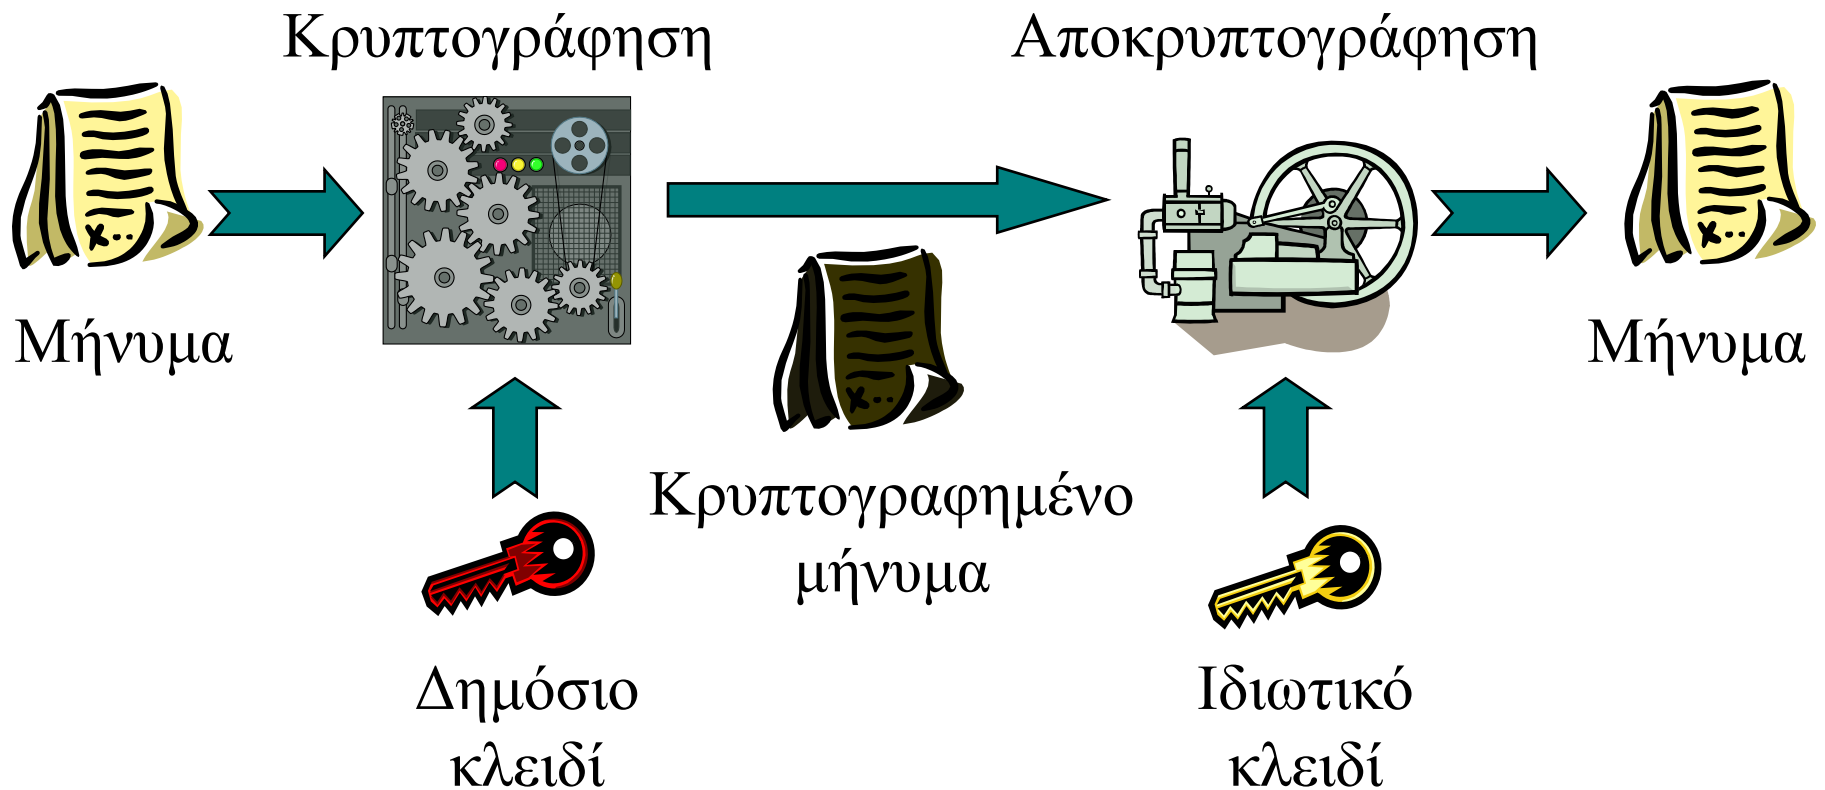 Κρυπτογράφηση
Αποκρυπτογράφηση
Μήνυμα
Μήνυμα
Κρυπτογραφημένο
μήνυμα
Δημόσιο
κλειδί
Ιδιωτικό
κλειδί